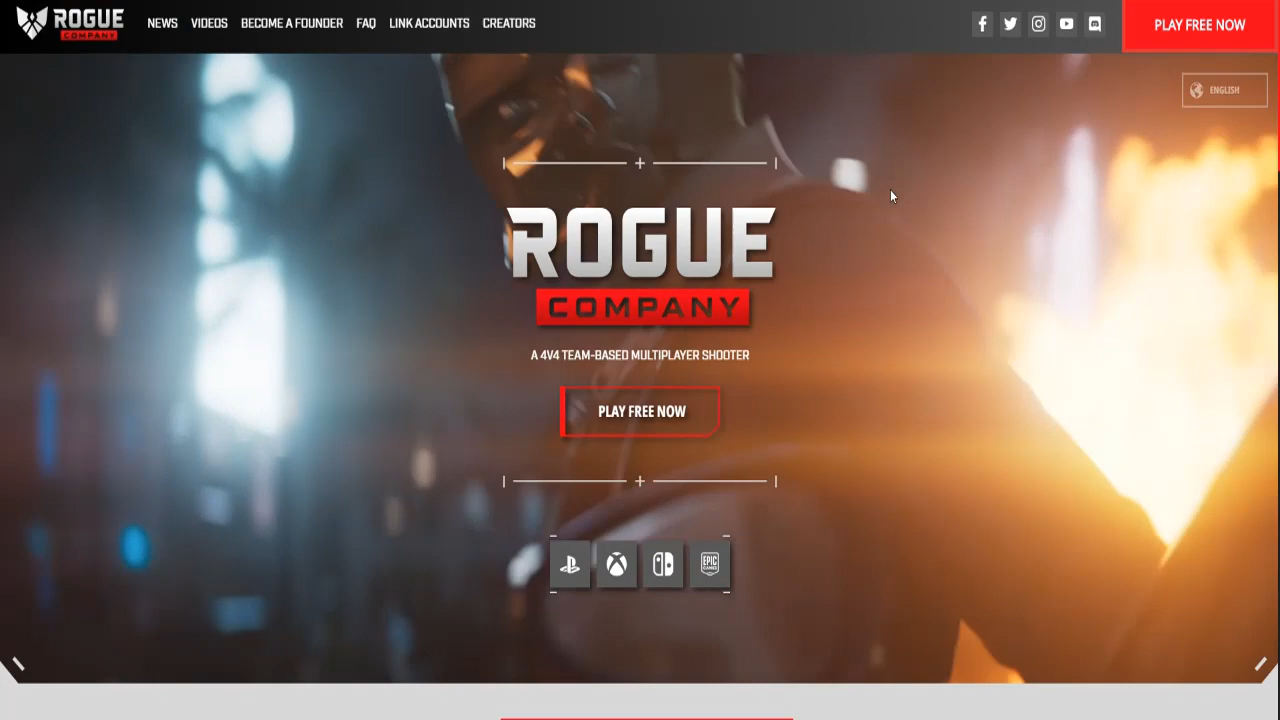 ROGUE
COMPANY
NEWS VIDEOS BECOME A FOUNDER FAQ LINK ACCOUNTS CREATORS
PLAY FREE NOW
ENGLISH
ROGUE
COMPANY
A 4V4 TEAM-BASED MULTIPLAYER SHOOTER
PLAY FREE NOW
EPIC
GAMES